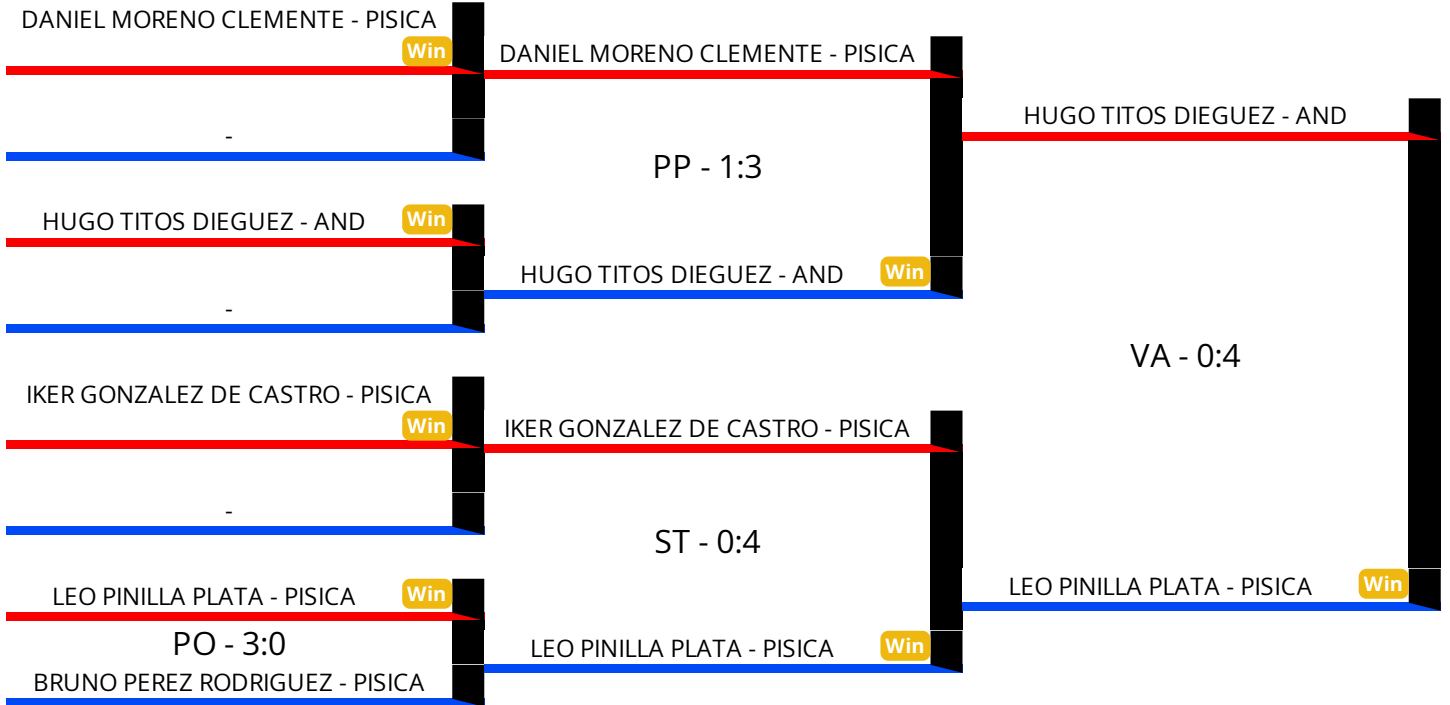 DANIEL MORENO CLEMENTE - PISICA
Win
-
HUGO TITOS DIEGUEZ - AND
Win
-
IKER GONZALEZ DE CASTRO - PISICA
Win
-
LEO PINILLA PLATA - PISICA
Win
PO - 3:0
BRUNO PEREZ RODRIGUEZ - PISICA
DANIEL MORENO CLEMENTE - PISICA
PP - 1:3
HUGO TITOS DIEGUEZ - AND
Win
IKER GONZALEZ DE CASTRO - PISICA
ST - 0:4
LEO PINILLA PLATA - PISICA
Win
HUGO TITOS DIEGUEZ - AND
VA - 0:4
LEO PINILLA PLATA - PISICA
Win